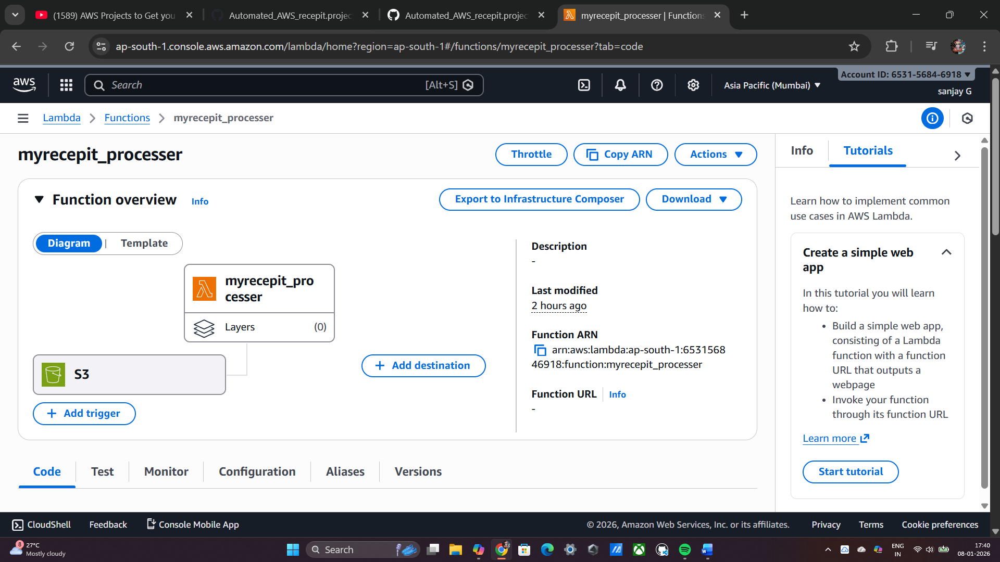 (1589) AWS Projects to Get you
Automated_AWS_recepit.projec
Automated_AWS_recepit.projec
myrecepit_processer | Functions
ap-south-1.console.aws.amazon.com/lambda/home?region=ap-south-1#/functions/myrecepit_processer?tab=code
aws
Search
[Alt+S]
Asia Pacific (Mumbai)
Account ID: 6531-5684-6918
sanjay G
Lambda
Functions
myrecepit_processer
myrecepit_processer
Throttle
Copy ARN
Actions
Info
Tutorials
Function overview
Info
Export to Infrastructure Composer
Download
Diagram
Template
myrecepit_pro
cesser
Layers
(0)
S3
Add trigger
Add destination
Description
-
Last modified
2 hours ago
Function ARN
arn:aws:lambda:ap-south-1:6531568
46918:function:myrecepit_processer
Function URL
Info
-
Learn how to implement common
use cases in AWS Lambda.
Create a simple web
app
In this tutorial you will learn
how to:
• Build a simple web app,
consisting of a Lambda
function with a function
URL that outputs a
webpage
• Invoke your function
through its function URL
Learn more
Start tutorial
Code
Test
Monitor
Configuration
Aliases
Versions
CloudShell
Feedback
Console Mobile App
© 2026, Amazon Web Services, Inc. or its affiliates.
Privacy
Terms
Cookie preferences
8
27°C
Mostly cloudy
Search
ENG
IN
17:40
08-01-2026